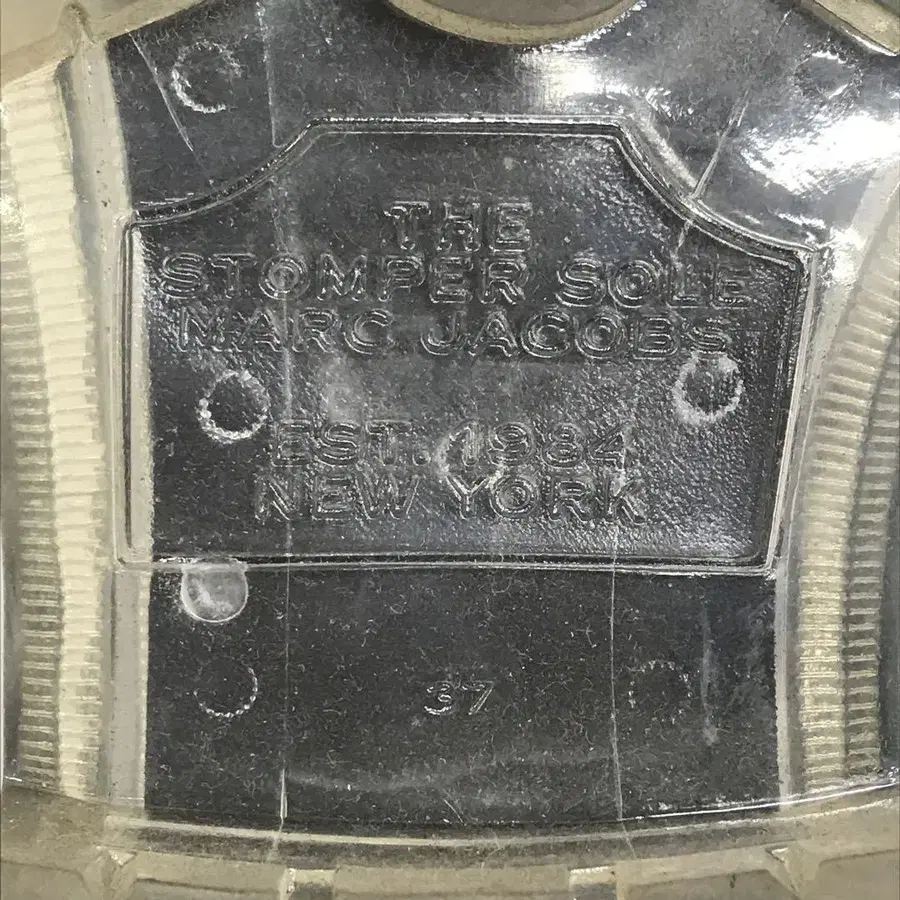 THE
STOMPER SOLE
MARC JACOBS
EST. 1984
NEW YORK
37